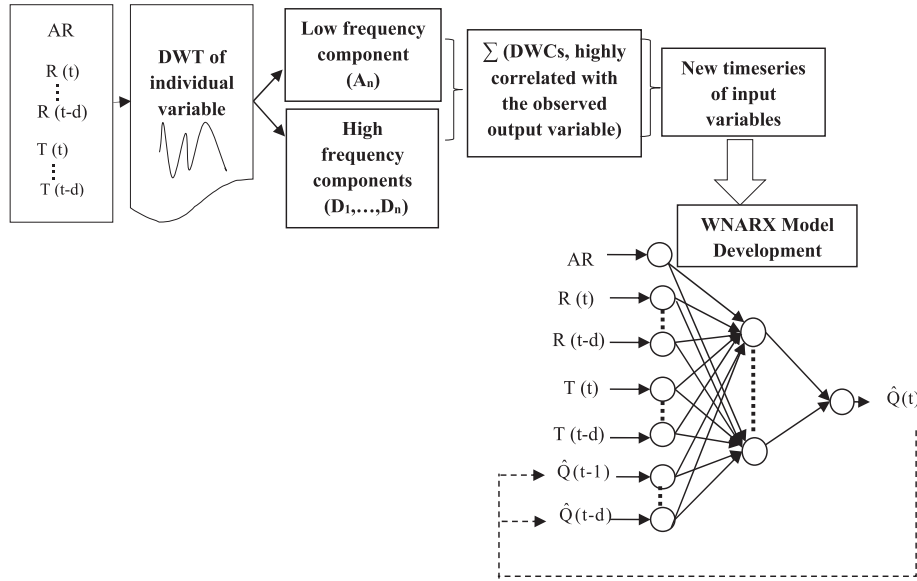 AR
R (t)
R (t-d)
T (t)
T (t-d)
DWT of
individual
variable
Low frequency
component
(Aₙ)
High
frequency
components
(D₁,…,Dₙ)
∑ (DWCs, highly
correlated with
the observed
output variable)
New timeseries
of input
variables
WNARX Model
Development
AR
R (t)
R (t-d)
T (t)
T (t-d)
Q̂(t-1)
Q̂(t-d)
Q̂(t)